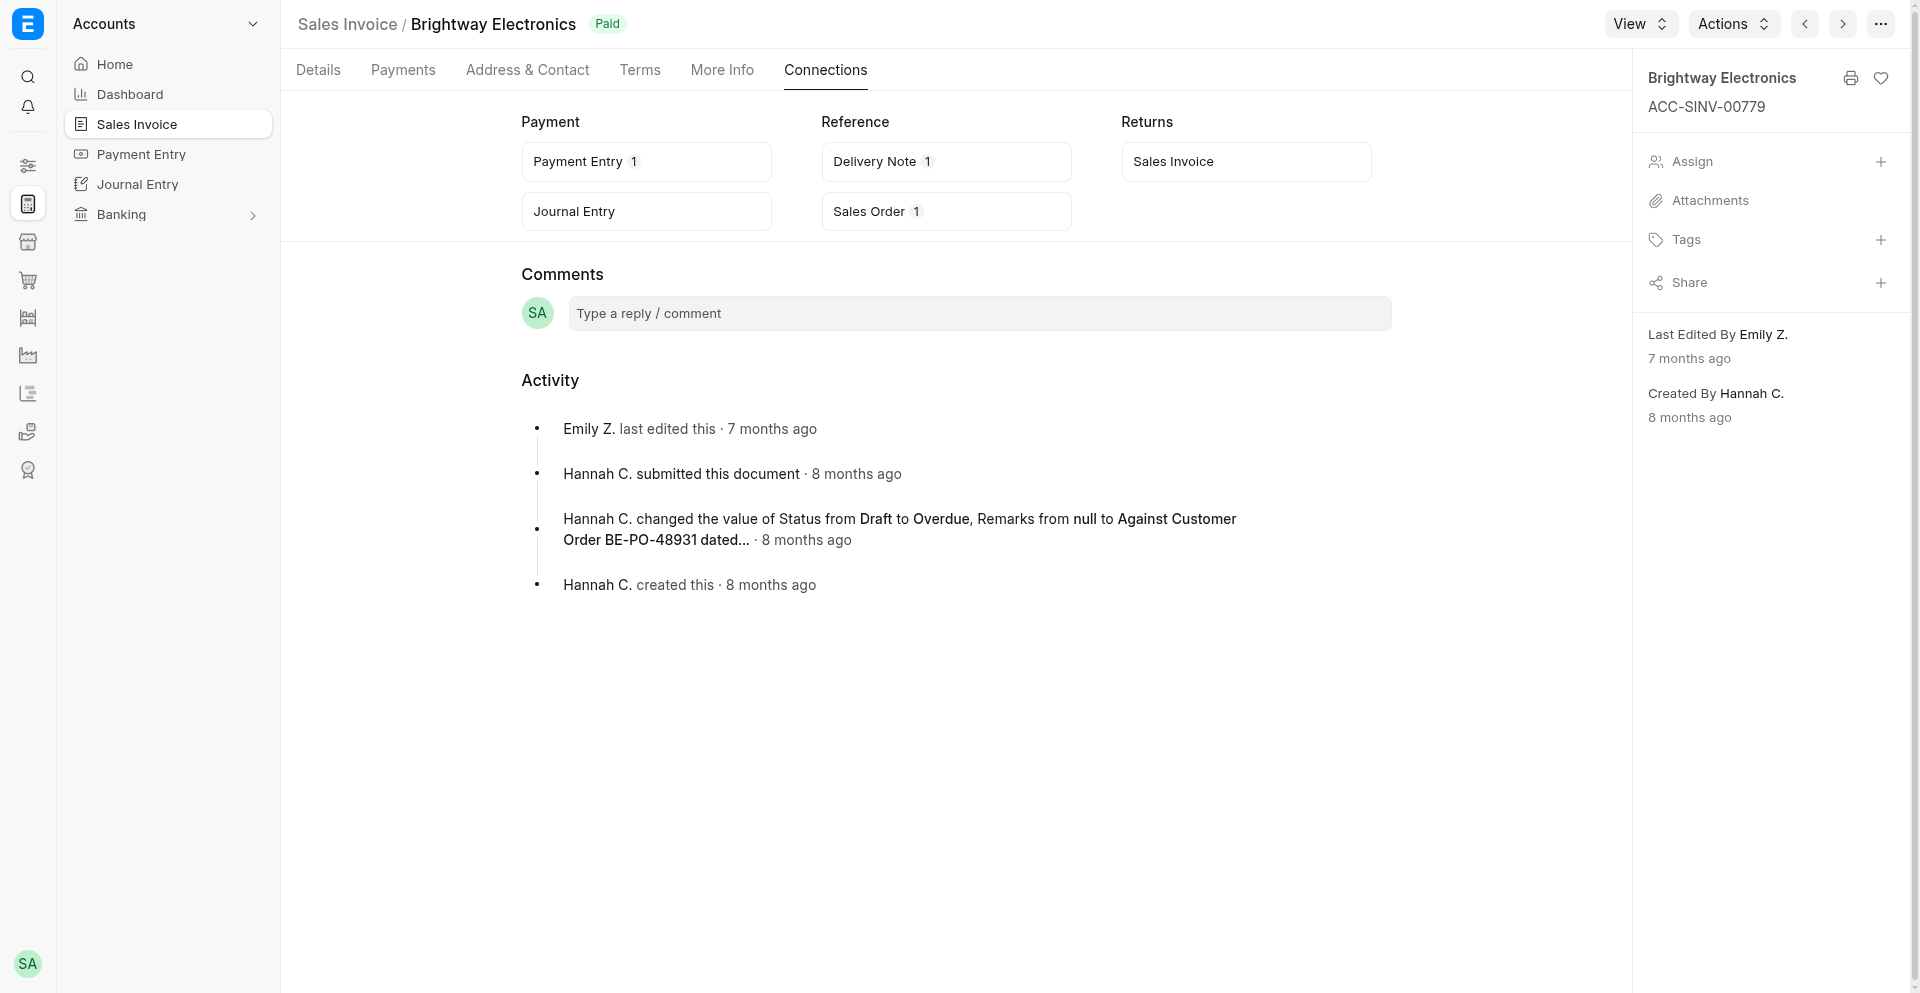 Accounts
Home
Dashboard
Sales Invoice
Payment Entry
Journal Entry
Banking
SA
Sales Invoice / Brightway Electronics Paid
View Actions
Details Payments Address & Contact Terms More Info Connections
Payment Reference Returns
Payment Entry 1 Delivery Note 1 Sales Invoice
Journal Entry Sales Order 1
Comments
SA Type a reply / comment
Activity
Emily Z. last edited this · 7 months ago
Hannah C. submitted this document · 8 months ago
Hannah C. changed the value of Status from Draft to Overdue, Remarks from null to Against Customer
Order BE-PO-48931 dated... · 8 months ago
Hannah C. created this · 8 months ago
Brightway Electronics
ACC-SINV-00779
Assign
Attachments
Tags
Share
Last Edited By Emily Z.
7 months ago
Created By Hannah C.
8 months ago